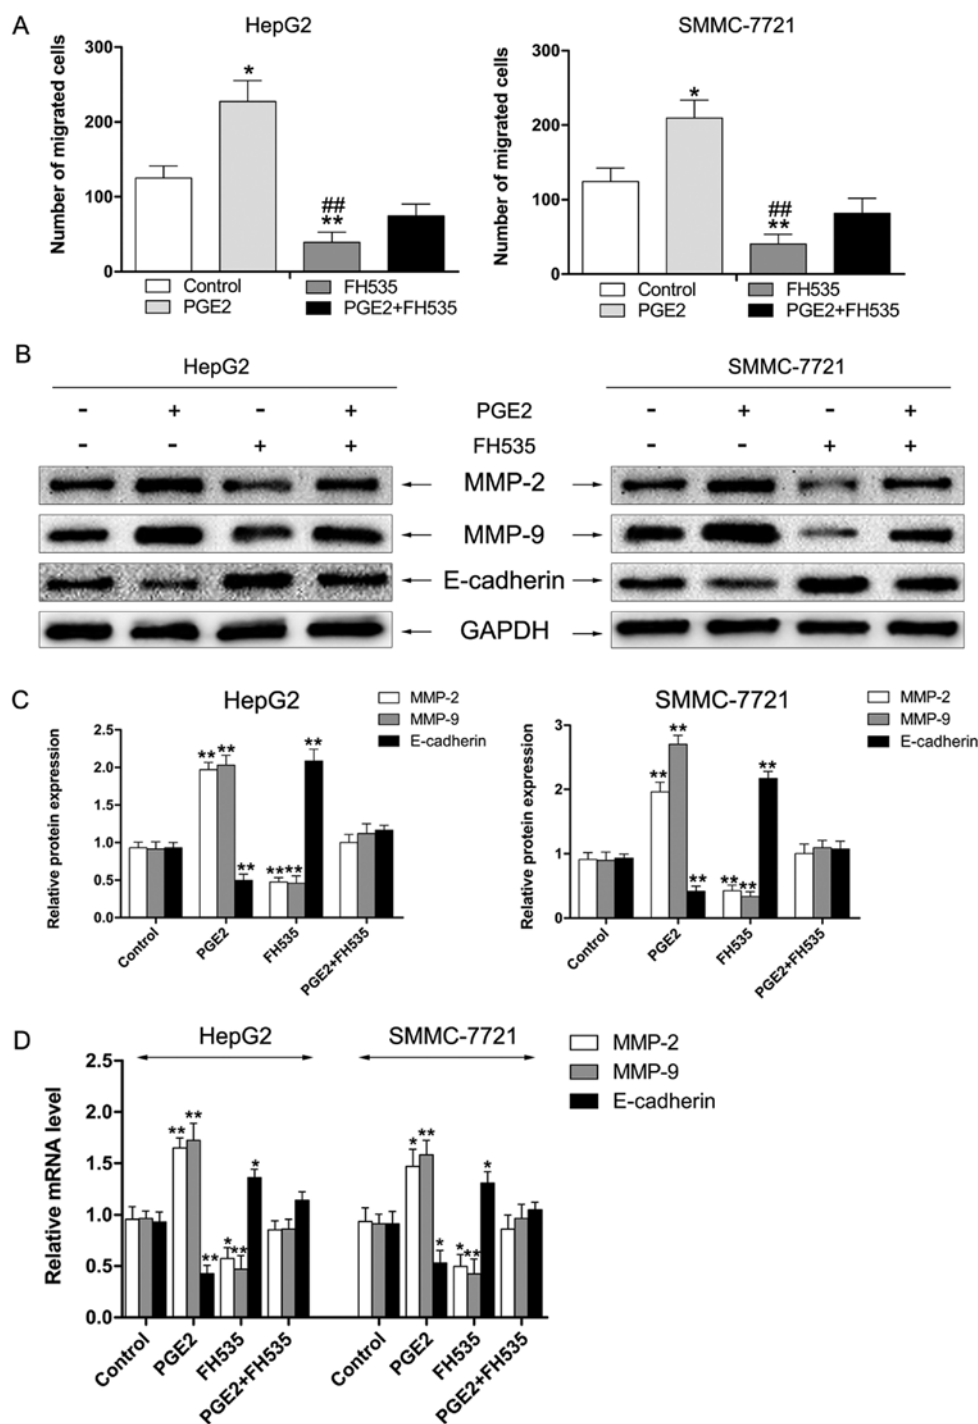 A
HepG2
SMMC-7721
Number of migrated cells
300
200
100
0
*
##
**
Control
FH535
PGE2
PGE2+FH535
Number of migrated cells
300
200
100
0
*
##
**
Control
FH535
PGE2
PGE2+FH535
B
HepG2
SMMC-7721
- + - + PGE2 - + - +
- - + + FH535 - - + +
MMP-2
MMP-9
E-cadherin
GAPDH
C
HepG2
MMP-2
MMP-9
E-cadherin
Relative protein expression
2.5
2.0
1.5
1.0
0.5
0.0
** ** ** ** ** **
Control
PGE2
FH535
PGE2+FH535
SMMC-7721
MMP-2
MMP-9
E-cadherin
Relative protein expression
3
2
1
0
** ** ** ** ** **
Control
PGE2
FH535
PGE2+FH535
D
HepG2
SMMC-7721
MMP-2
MMP-9
E-cadherin
Relative mRNA level
2.5
2.0
1.5
1.0
0.5
0.0
** ** ** * ** * * ** * * ** *
Control
PGE2
FH535
PGE2+FH535
Control
PGE2
FH535
PGE2+FH535